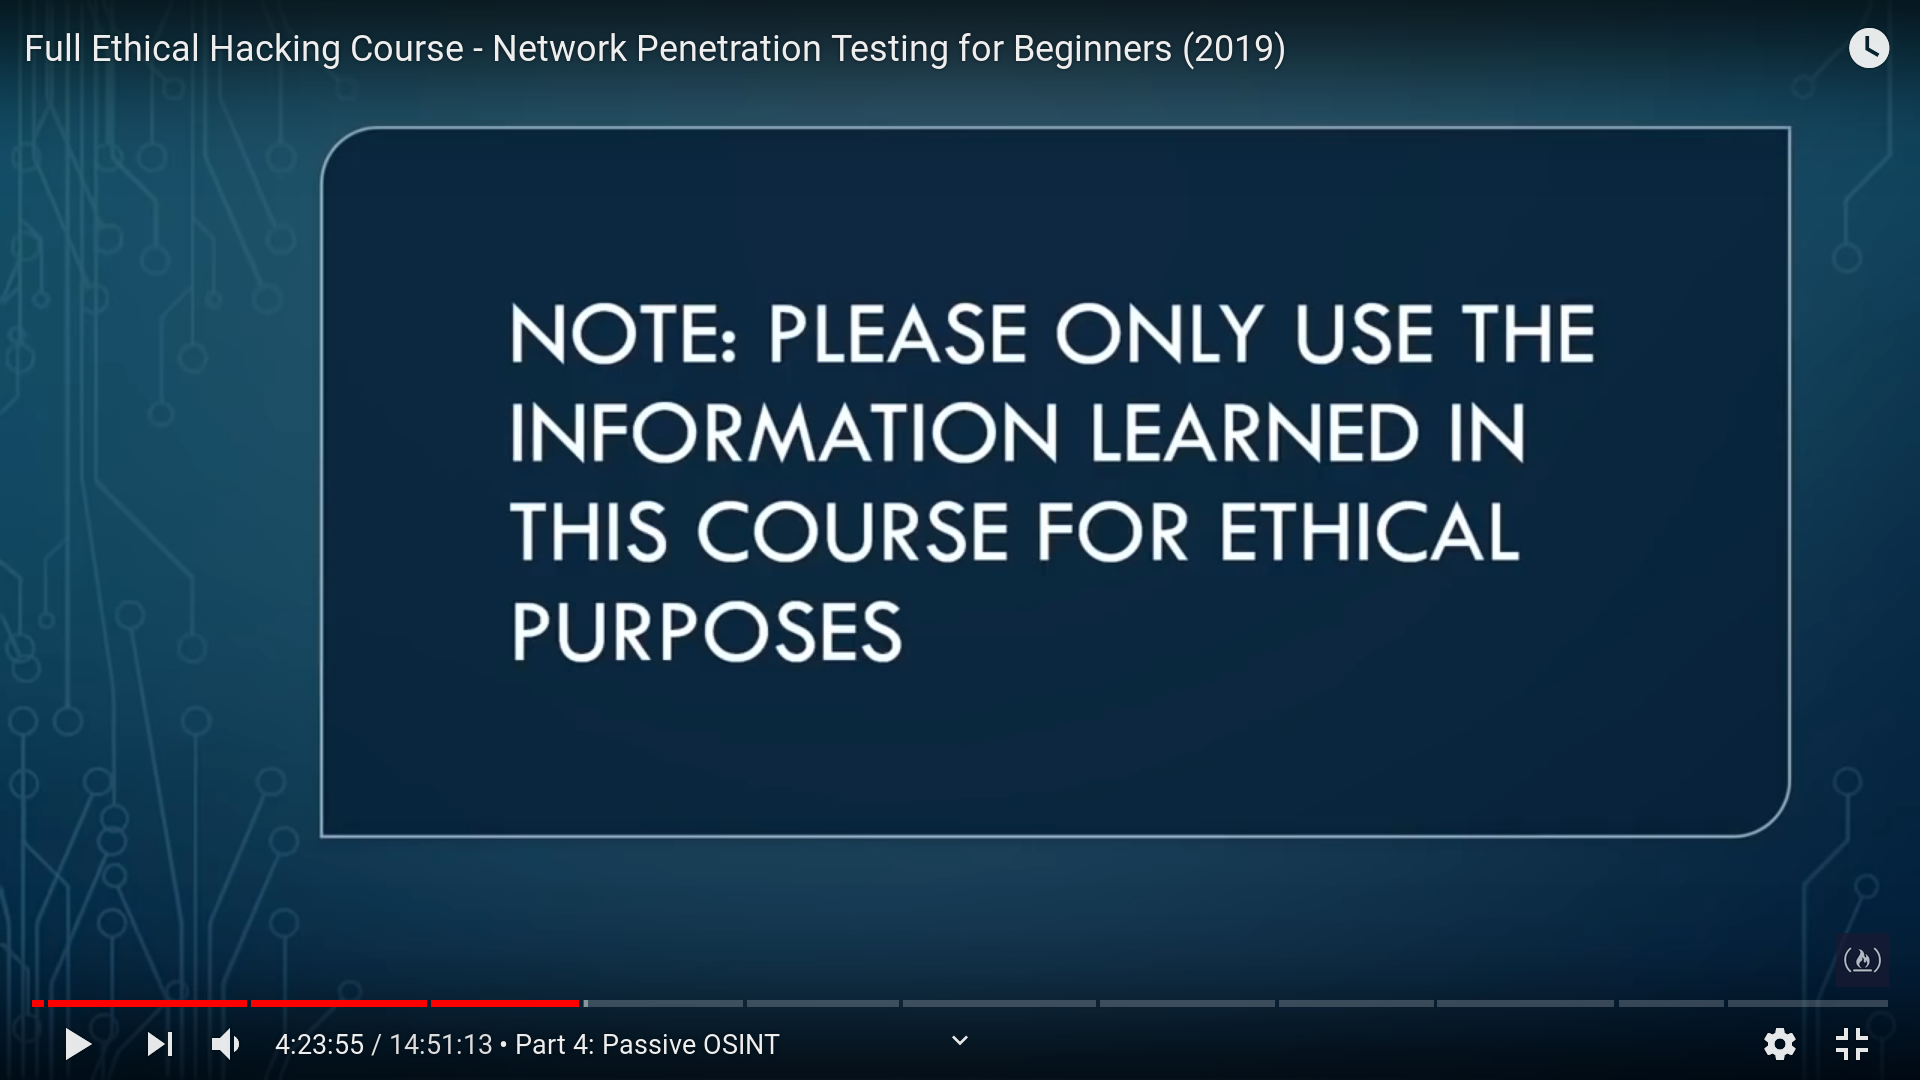 Full Ethical Hacking Course - Network Penetration Testing for Beginners (2019)
NOTE: PLEASE ONLY USE THE
INFORMATION LEARNED IN
THIS COURSE FOR ETHICAL
PURPOSES
4:23:55 / 14:51:13 • Part 4: Passive OSINT